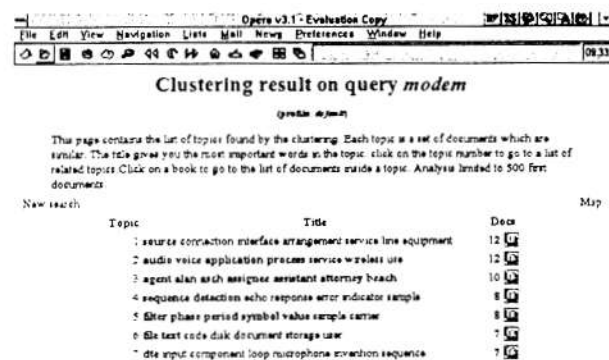 Opera v3.1 - Evaluation Copy
File Edit View Navigation Lists Mail News Preferences Window Help
09.33
Clustering result on query modem
(profile default)
This page contains the list of topics found by the clustering. Each topic is a set of documents which are
similar. The title gives you the most important words in the topic. click on the topic number to go to a list of
related topics Click on a book to go to the list of documents inside a topic. Analysis limited to 500 first
documents
New search Map
Topic Title Docs
1 source connection interface arrangement service line equipment 12
2 audio voice application process service wireless use 12
3 agent alan asch assignee assistant attorney beach 10
4 sequence detection echo response error indicator sample 8
5 filter phase period symbol value sample carrier 8
6 file text code disk document storage user 7
7 dte input component loop microphone invention sequence 7